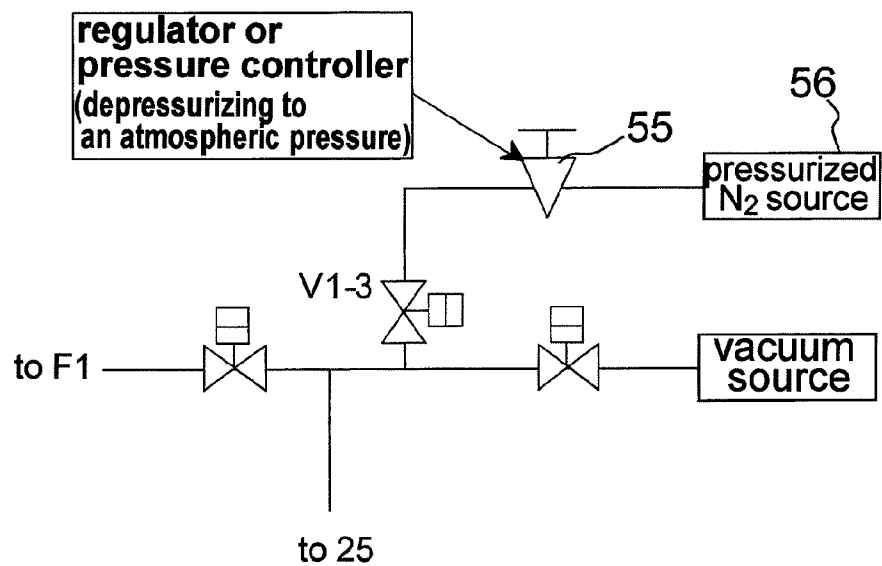 regulator or
pressure controller
(depressurizing to
an atmospheric pressure)
55
56
pressurized
N₂ source
V1-3
to F1
vacuum
source
to 25